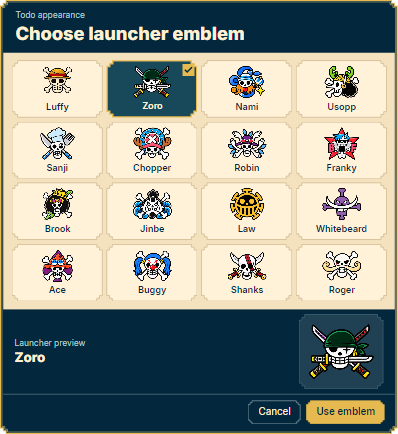 Todo appearance
Choose launcher emblem
Luffy
Zoro
Nami
Usopp
Sanji
Chopper
Robin
Franky
Brook
Jinbe
Law
Whitebeard
Ace
Buggy
Shanks
Roger
Launcher preview
Zoro
Cancel
Use emblem